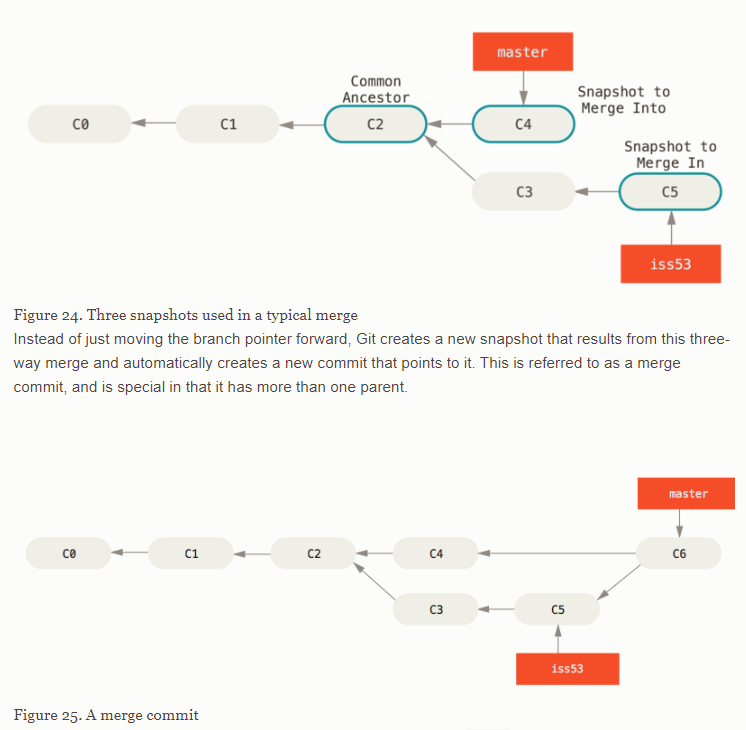 master
Common
Ancestor
Snapshot to
Merge Into
C0
C1
C2
C4
Snapshot to
Merge In
C3
C5
iss53
Figure 24. Three snapshots used in a typical merge
Instead of just moving the branch pointer forward, Git creates a new snapshot that results from this three-
way merge and automatically creates a new commit that points to it. This is referred to as a merge
commit, and is special in that it has more than one parent.
master
C0
C1
C2
C4
C6
C3
C5
iss53
Figure 25. A merge commit